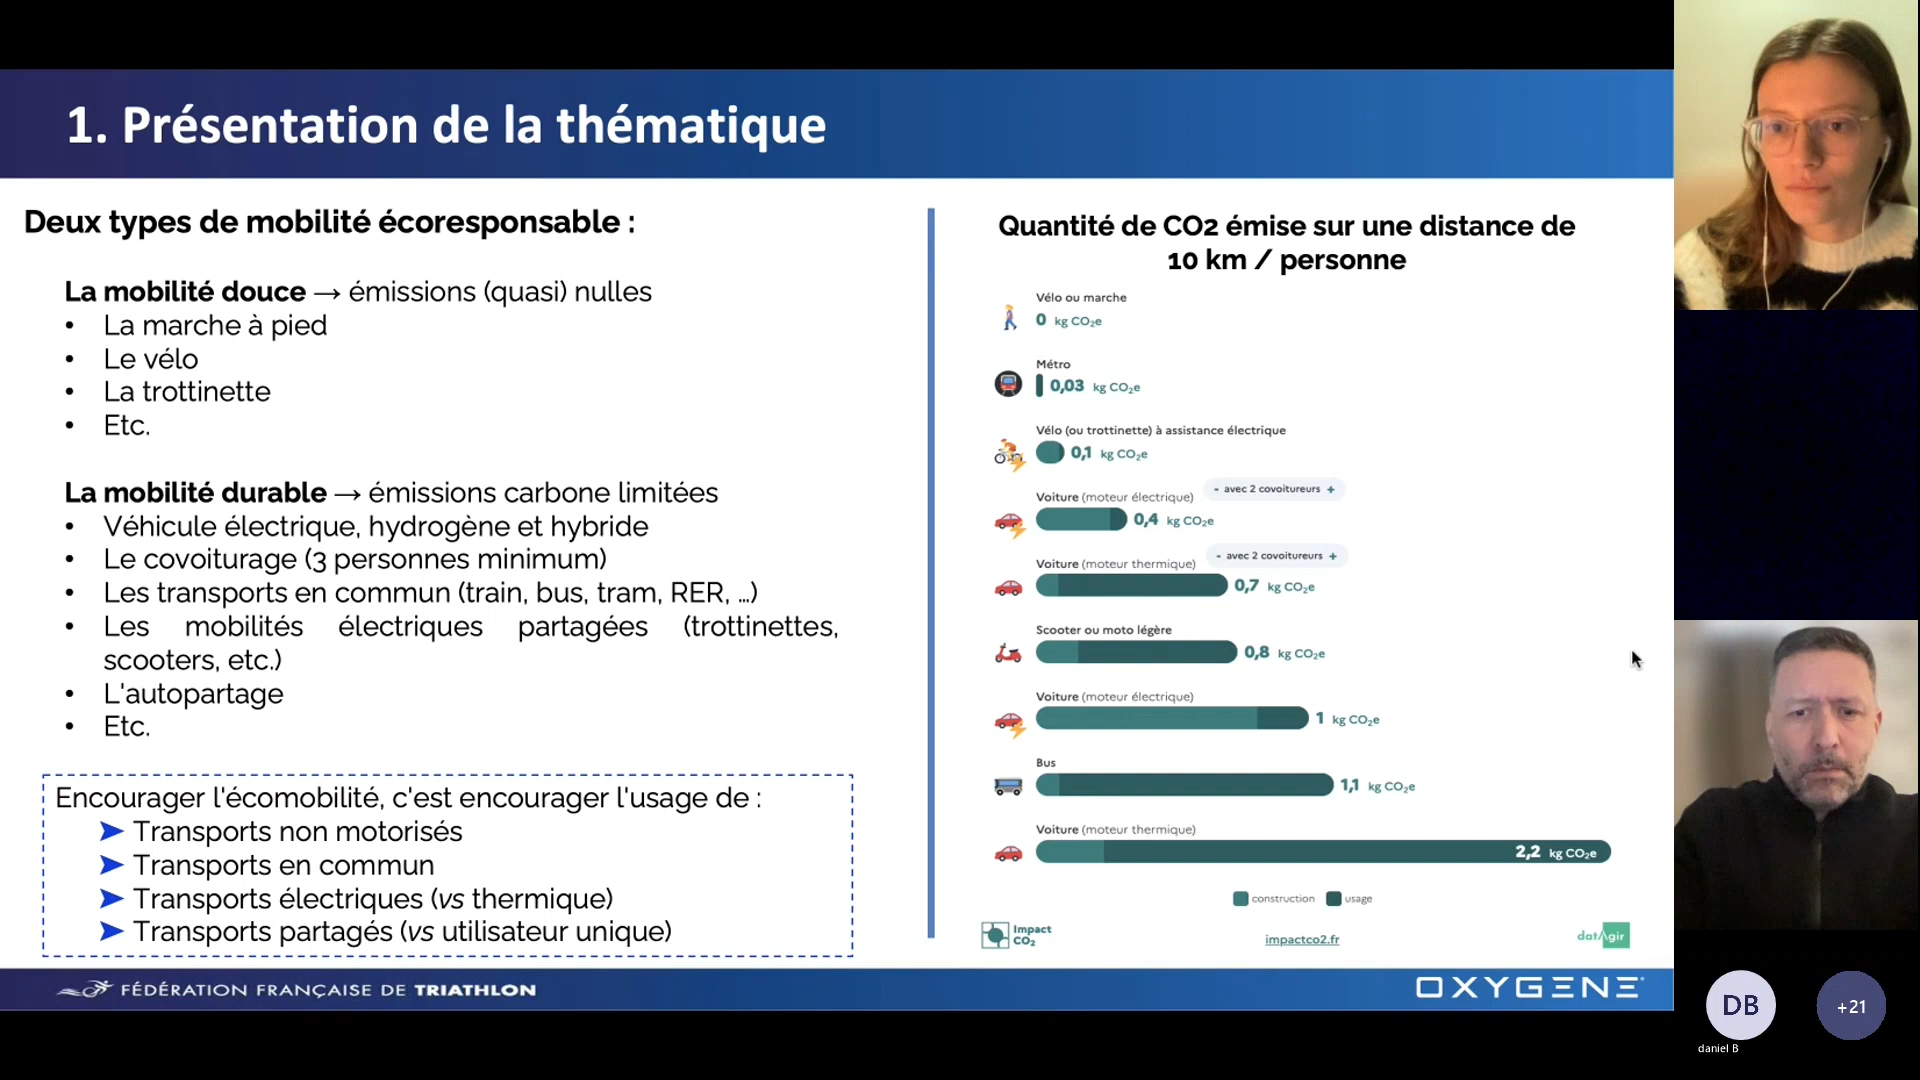 1. Présentation de la thématique
Deux types de mobilité écoresponsable :
La mobilité douce → émissions (quasi) nulles
• La marche à pied
• Le vélo
• La trottinette
• Etc.
La mobilité durable → émissions carbone limitées
• Véhicule électrique, hydrogène et hybride
• Le covoiturage (3 personnes minimum)
• Les transports en commun (train, bus, tram, RER, …)
• Les mobilités électriques partagées (trottinettes,
scooters, etc.)
• L'autopartage
• Etc.
Encourager l'écomobilité, c'est encourager l'usage de :
➤ Transports non motorisés
➤ Transports en commun
➤ Transports électriques (vs thermique)
➤ Transports partagés (vs utilisateur unique)
Quantité de CO2 émise sur une distance de
10 km / personne
Vélo ou marche
0 kg CO₂e
Métro
0,03 kg CO₂e
Vélo (ou trottinette) à assistance électrique
0,1 kg CO₂e
Voiture (moteur électrique) - avec 2 covoitureurs +
0,4 kg CO₂e
Voiture (moteur thermique) - avec 2 covoitureurs +
0,7 kg CO₂e
Scooter ou moto légère
0,8 kg CO₂e
Voiture (moteur électrique)
1 kg CO₂e
Bus
1,1 kg CO₂e
Voiture (moteur thermique)
2,2 kg CO₂e
construction usage
Impact
CO₂
impactco2.fr
datAgir
FÉDÉRATION FRANÇAISE DE TRIATHLON
OXYGENE
DB
+21
daniel B